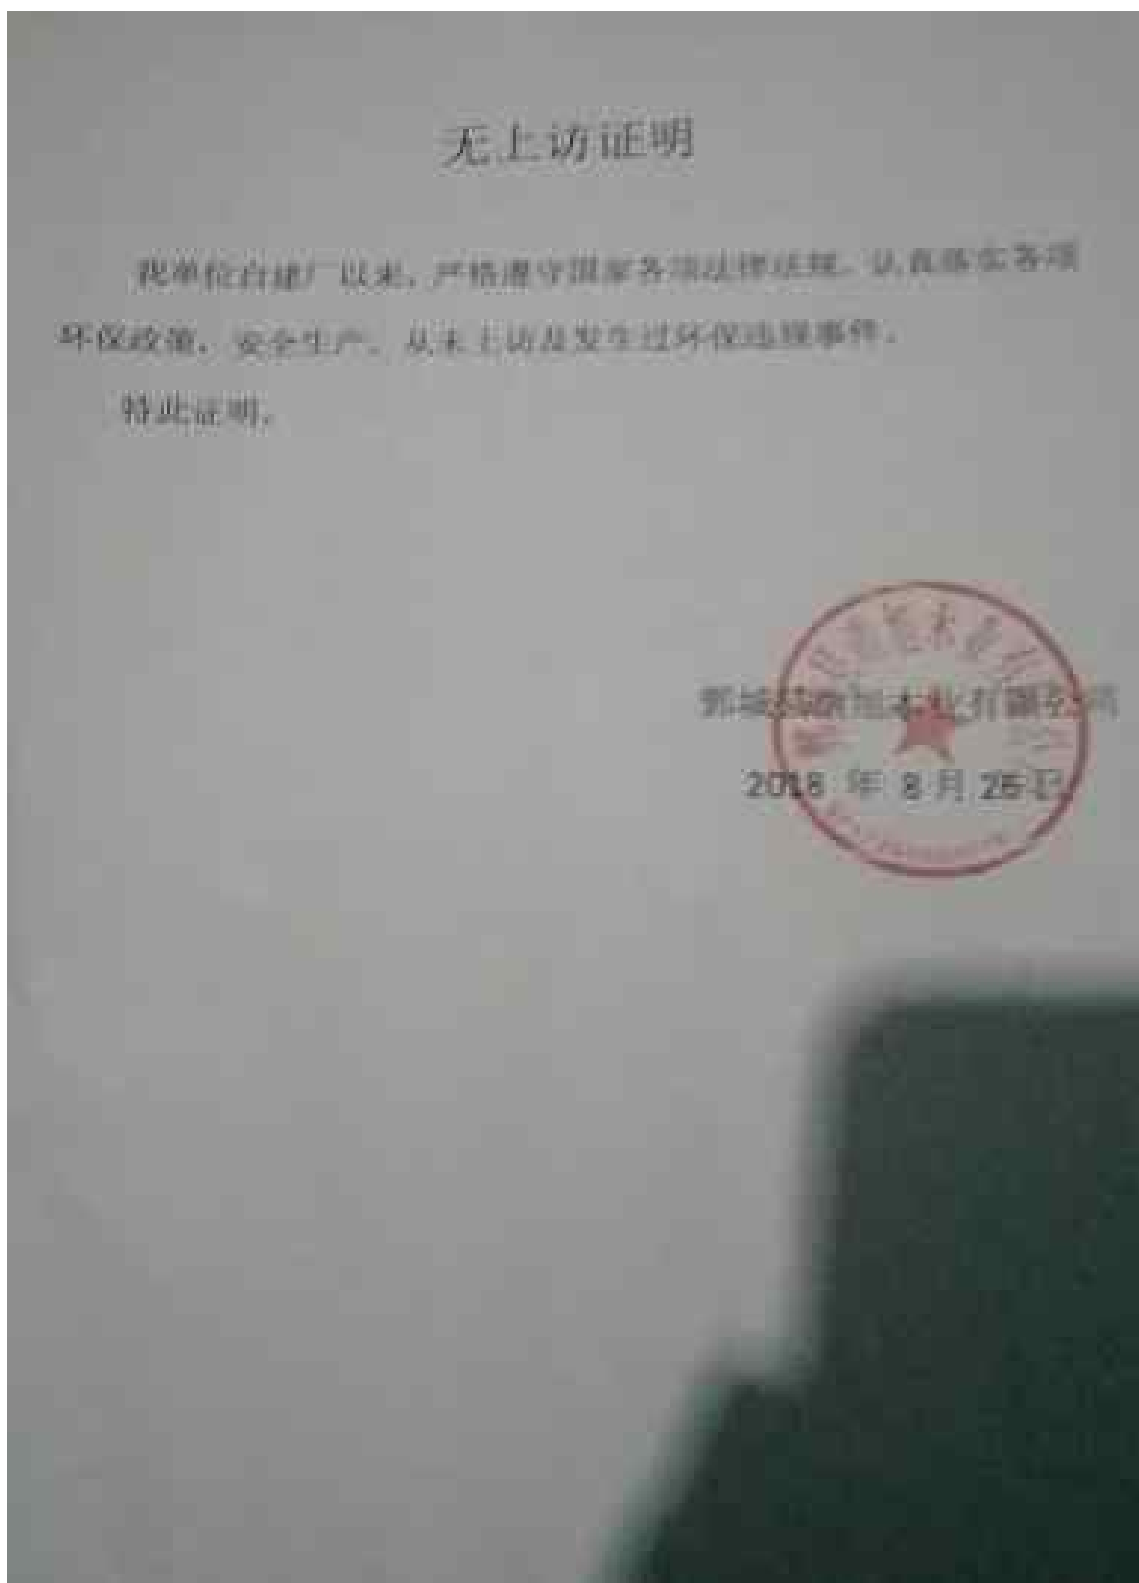 无上访证明
我单位自建厂以来，严格遵守国家各项法律法规，认真落实各项
环保政策，安全生产，从未上访及发生过环保违规事件。
特此证明。
木业有限公司
2018 年 8 月 26 日